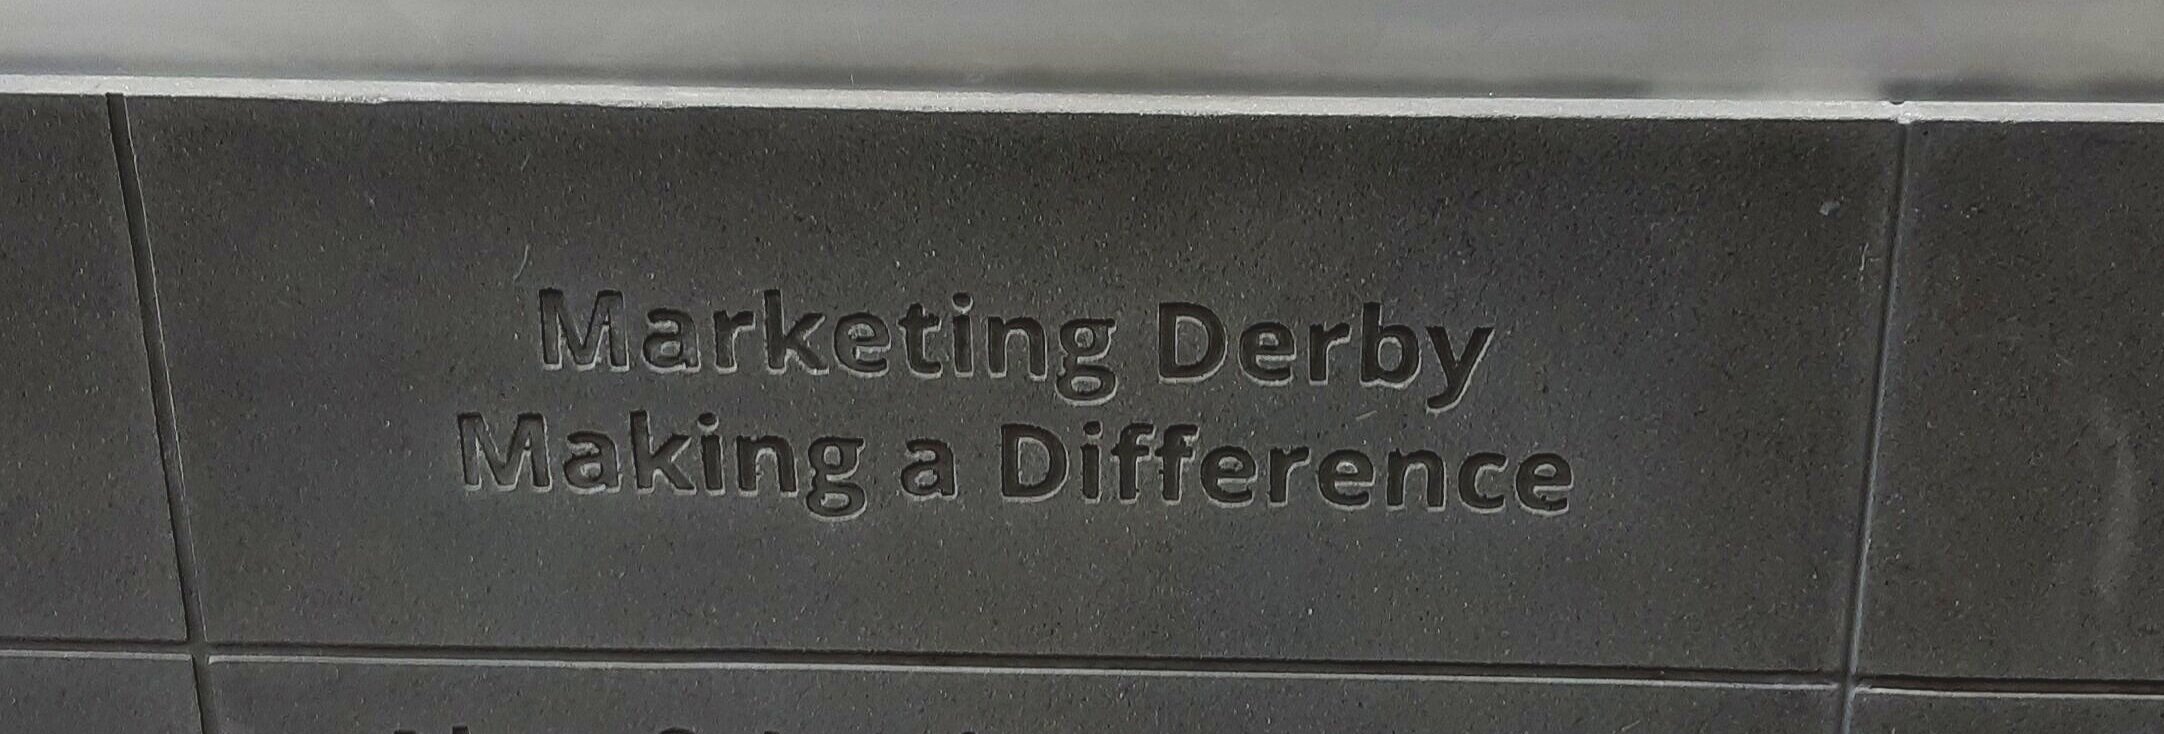 Marketing Derby
Making a Difference